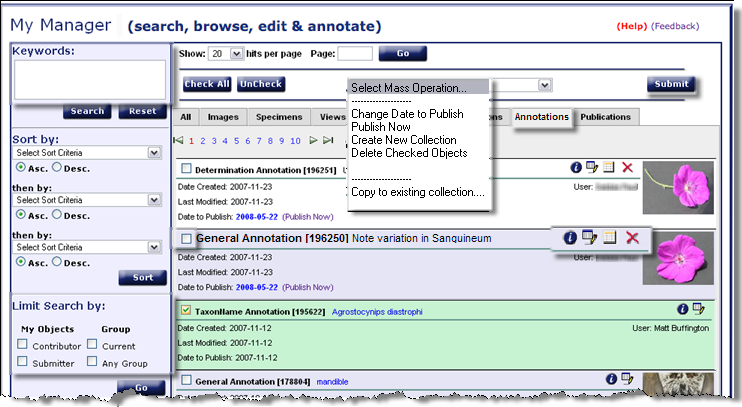 My Manager (search, browse, edit & annotate) (Help) (Feedback)
Keywords:
Search Reset
Sort by:
Select Sort Criteria
Asc. Desc.
then by:
Select Sort Criteria
Asc. Desc.
then by:
Select Sort Criteria
Asc. Desc.
Sort
Limit Search by:
My Objects Group
Contributor Current
Submitter Any Group
Go
Show: 20 hits per page Page: Go
Check All UnCheck Submit
Select Mass Operation...
--------------------
Change Date to Publish
Publish Now
Create New Collection
Delete Checked Objects
--------------------
Copy to existing collection....
All Images Specimens Views Annotations Publications
1 2 3 4 5 6 7 8 9 10
Determination Annotation [196251]
Date Created: 2007-11-23 User:
Last Modified: 2007-11-23
Date to Publish: 2008-05-22 (Publish Now)
General Annotation [196250] Note variation in Sanguineum
Date Created: 2007-11-23 User:
Last Modified: 2007-11-23
Date to Publish: 2008-05-22 (Publish Now)
TaxonName Annotation [195622] Agrostocynips diastrophi
Date Created: 2007-11-12 User: Matt Buffington
Last Modified: 2007-11-12
Date to Publish: 2007-11-12
General Annotation [178804] mandible